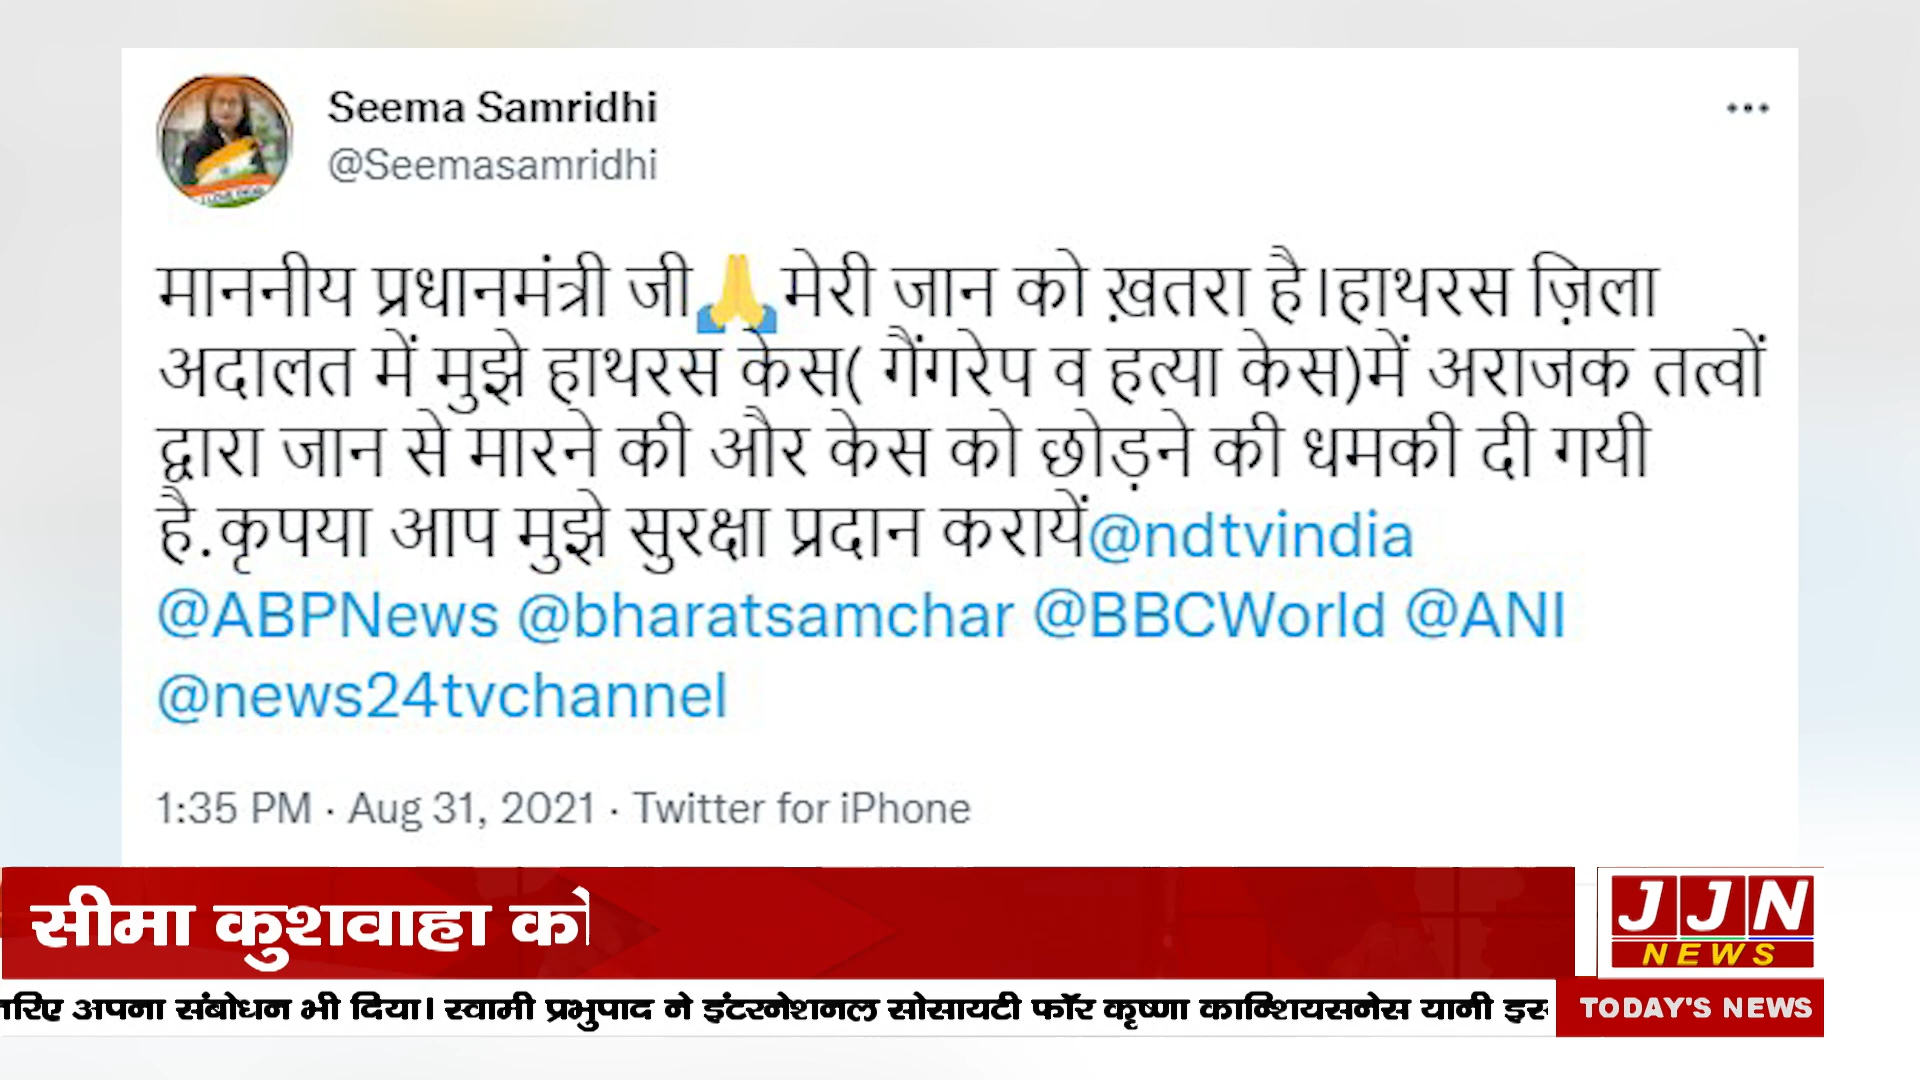 Seema Samridhi
@Seemasamridhi
माननीय प्रधानमंत्री जी🙏मेरी जान को ख़तरा है।हाथरस ज़िला
अदालत में मुझे हाथरस केस( गैंगरेप व हत्या केस)में अराजक तत्वों
द्वारा जान से मारने की और केस को छोड़ने की धमकी दी गयी
है.कृपया आप मुझे सुरक्षा प्रदान करायें@ndtvindia
@ABPNews @bharatsamchar @BBCWorld @ANI
@news24tvchannel
1:35 PM · Aug 31, 2021 · Twitter for iPhone
सीमा कुशवाहा को
JJN
NEWS
अपना संबोधन भी दिया। स्वामी प्रभुपाद ने इंटरनेशनल सोसायटी फॉर कृष्णा कान्शियसनेस यानी
TODAY'S NEWS